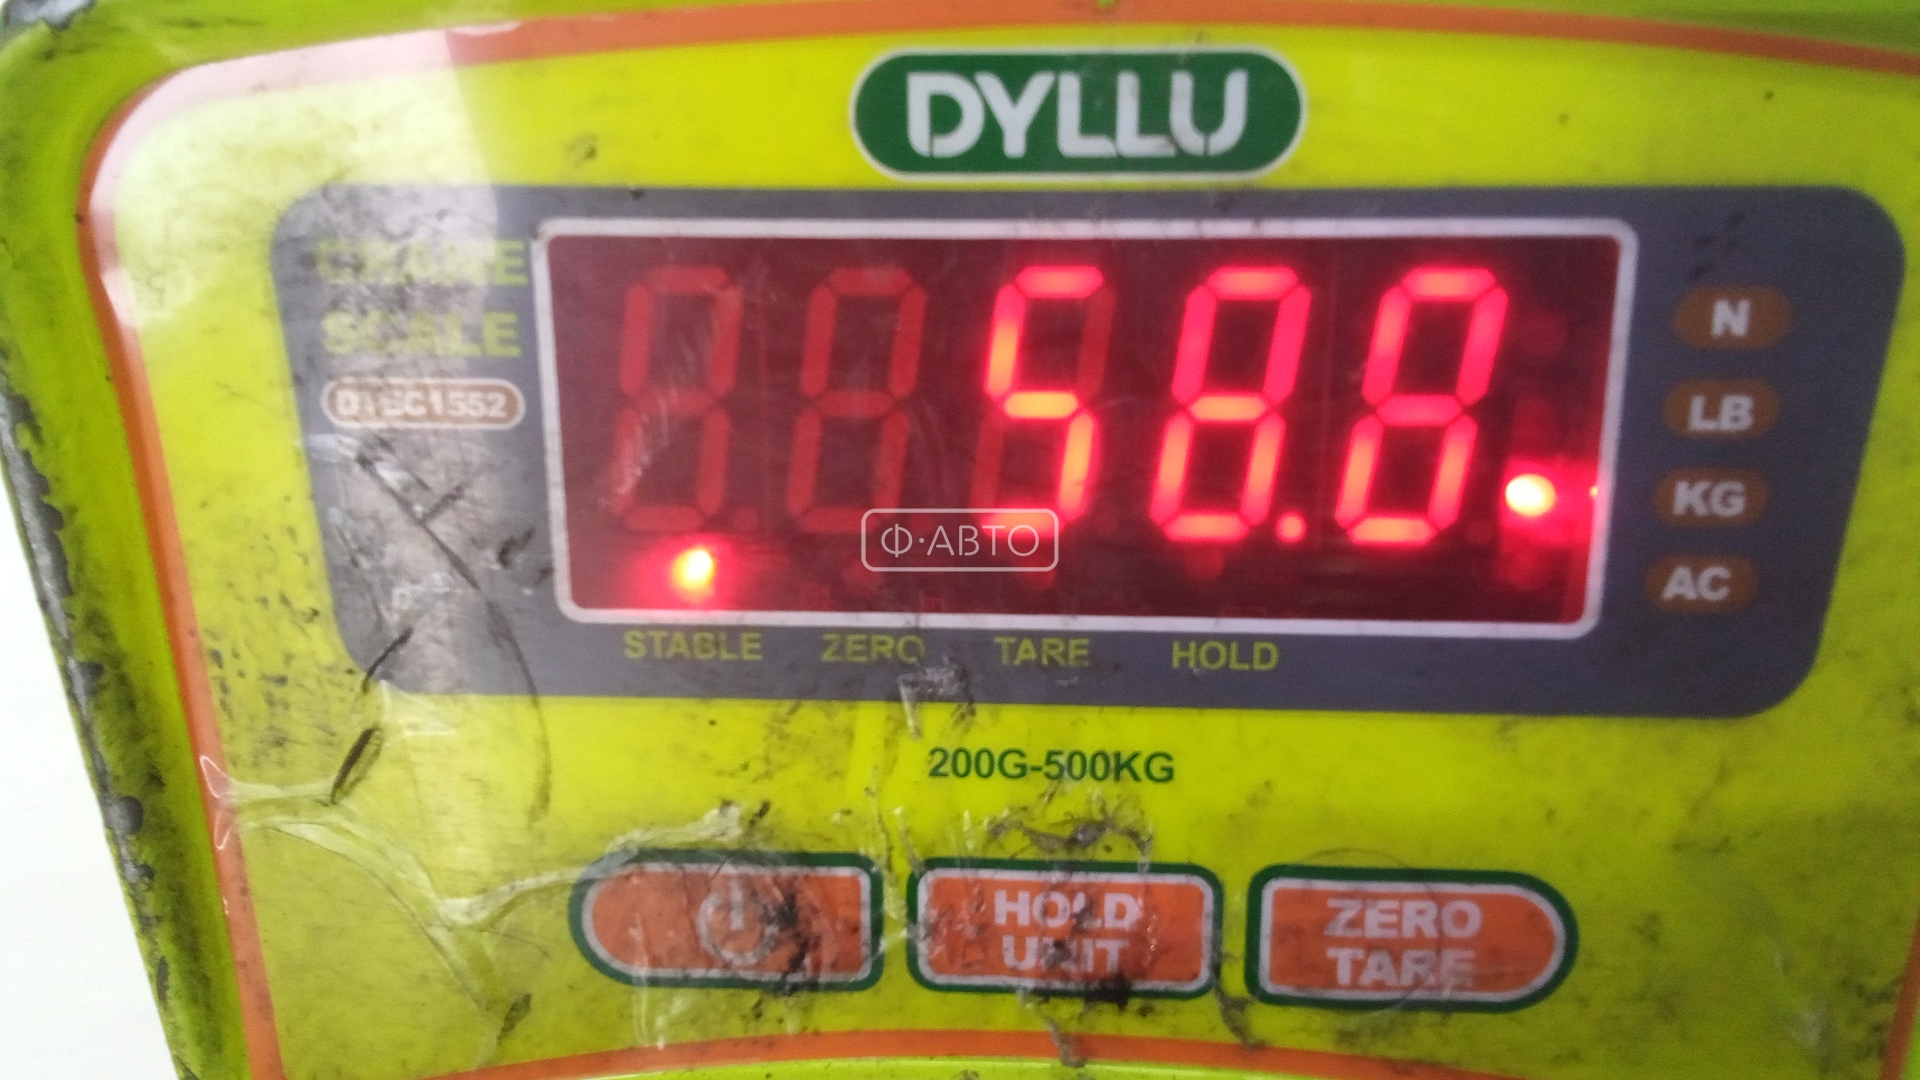 DYLLU
CRANE
SCALE
DTEC1552
58.8
N
LB
KG
AC
Ф·АВТО
STABLE ZERO TARE HOLD
200G-500KG
HOLD
UNIT
ZERO
TARE